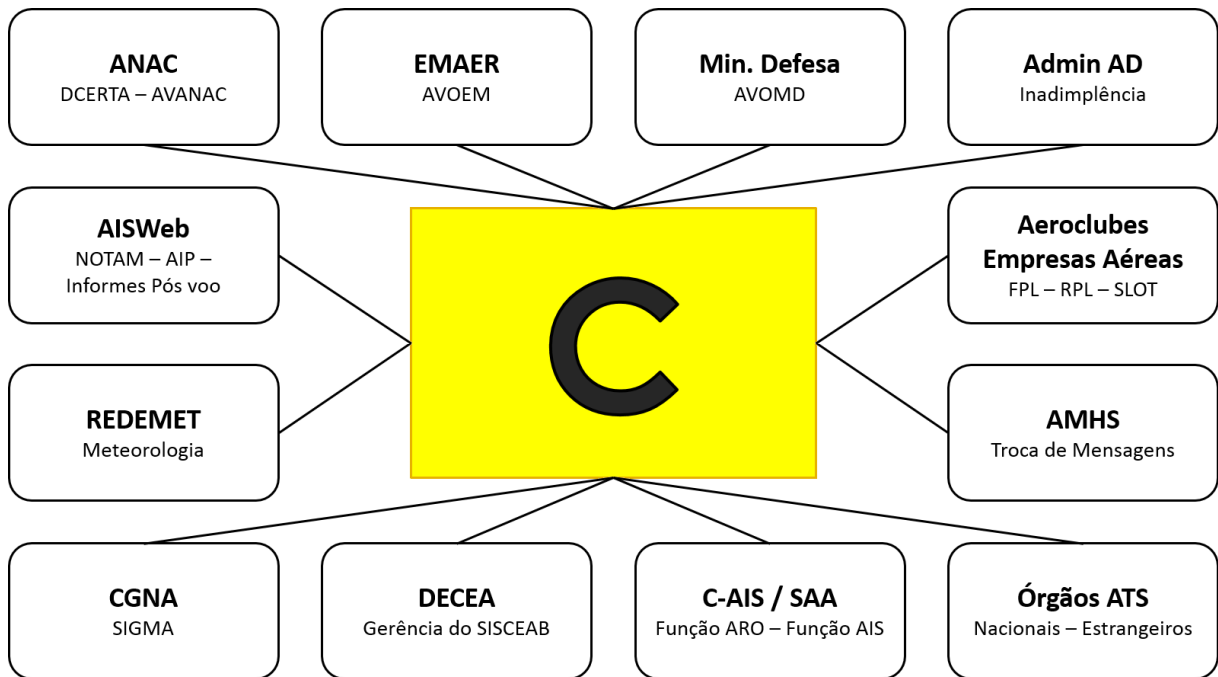 ANAC
DCERTA – AVANAC
EMAER
AVOEM
Min. Defesa
AVOMD
Admin AD
Inadimplência
AISWeb
NOTAM – AIP –
Informes Pós voo
Aeroclubes
Empresas Aéreas
FPL – RPL – SLOT
C
REDEMET
Meteorologia
AMHS
Troca de Mensagens
CGNA
SIGMA
DECEA
Gerência do SISCEAB
C-AIS / SAA
Função ARO – Função AIS
Órgãos ATS
Nacionais – Estrangeiros